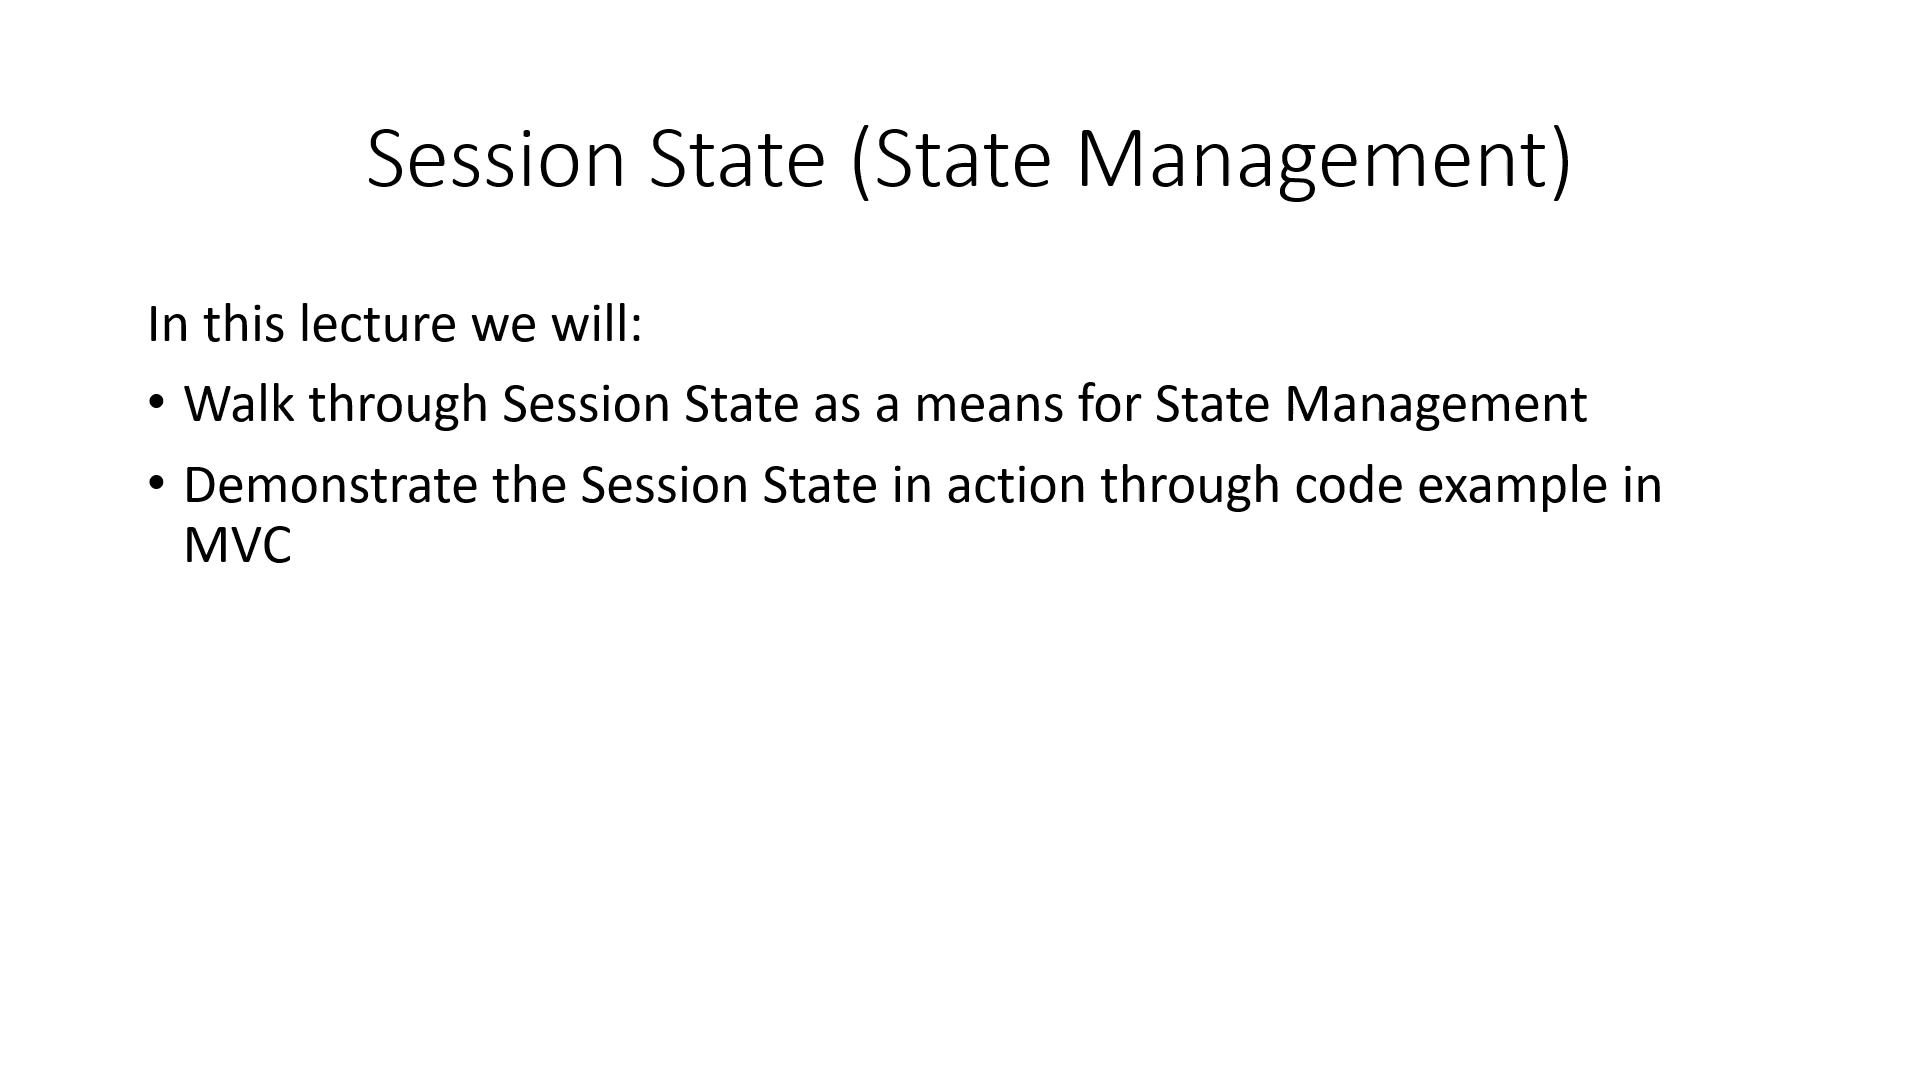 Session State (State Management)
In this lecture we will:
• Walk through Session State as a means for State Management
• Demonstrate the Session State in action through code example in
MVC